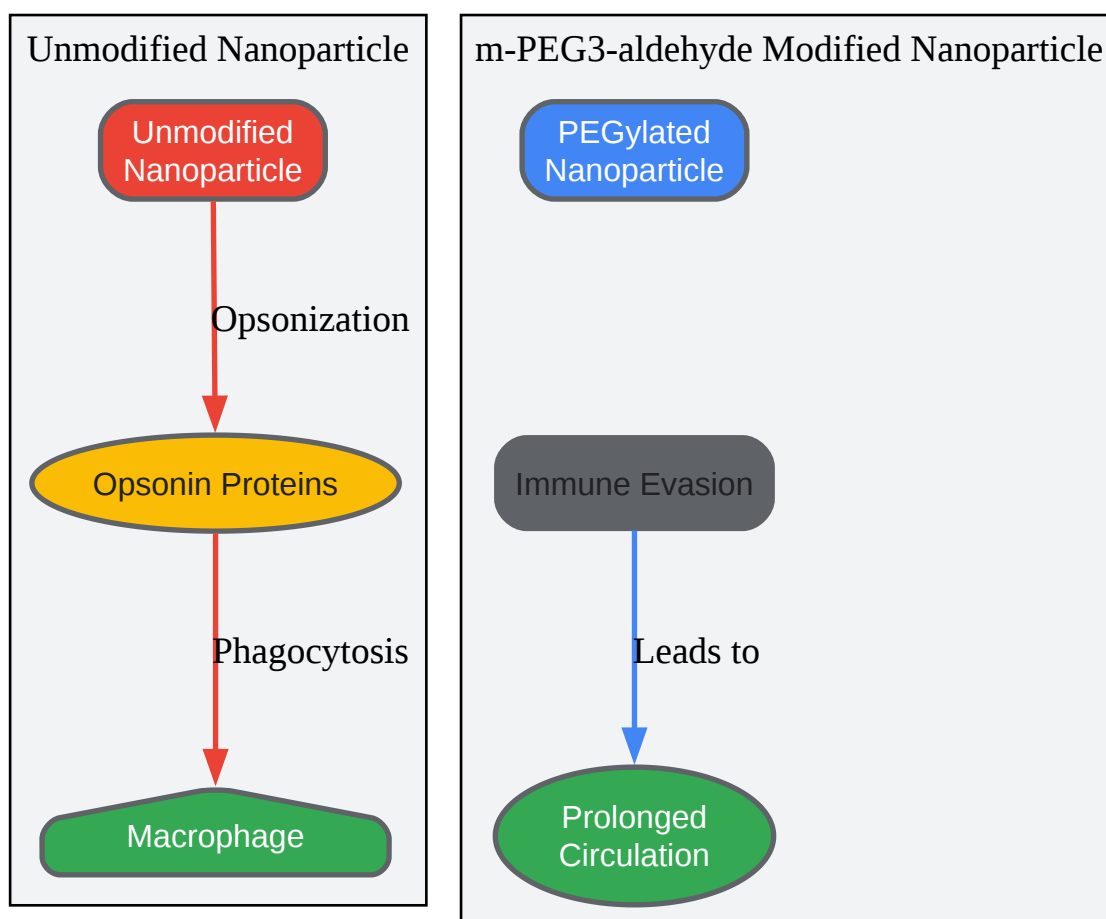 Unmodified Nanoparticle
Unmodified
Nanoparticle
Opsonization
Opsonin Proteins
Phagocytosis
Macrophage
m-PEG3-aldehyde Modified Nanoparticle
PEGylated
Nanoparticle
Immune Evasion
Leads to
Prolonged
Circulation